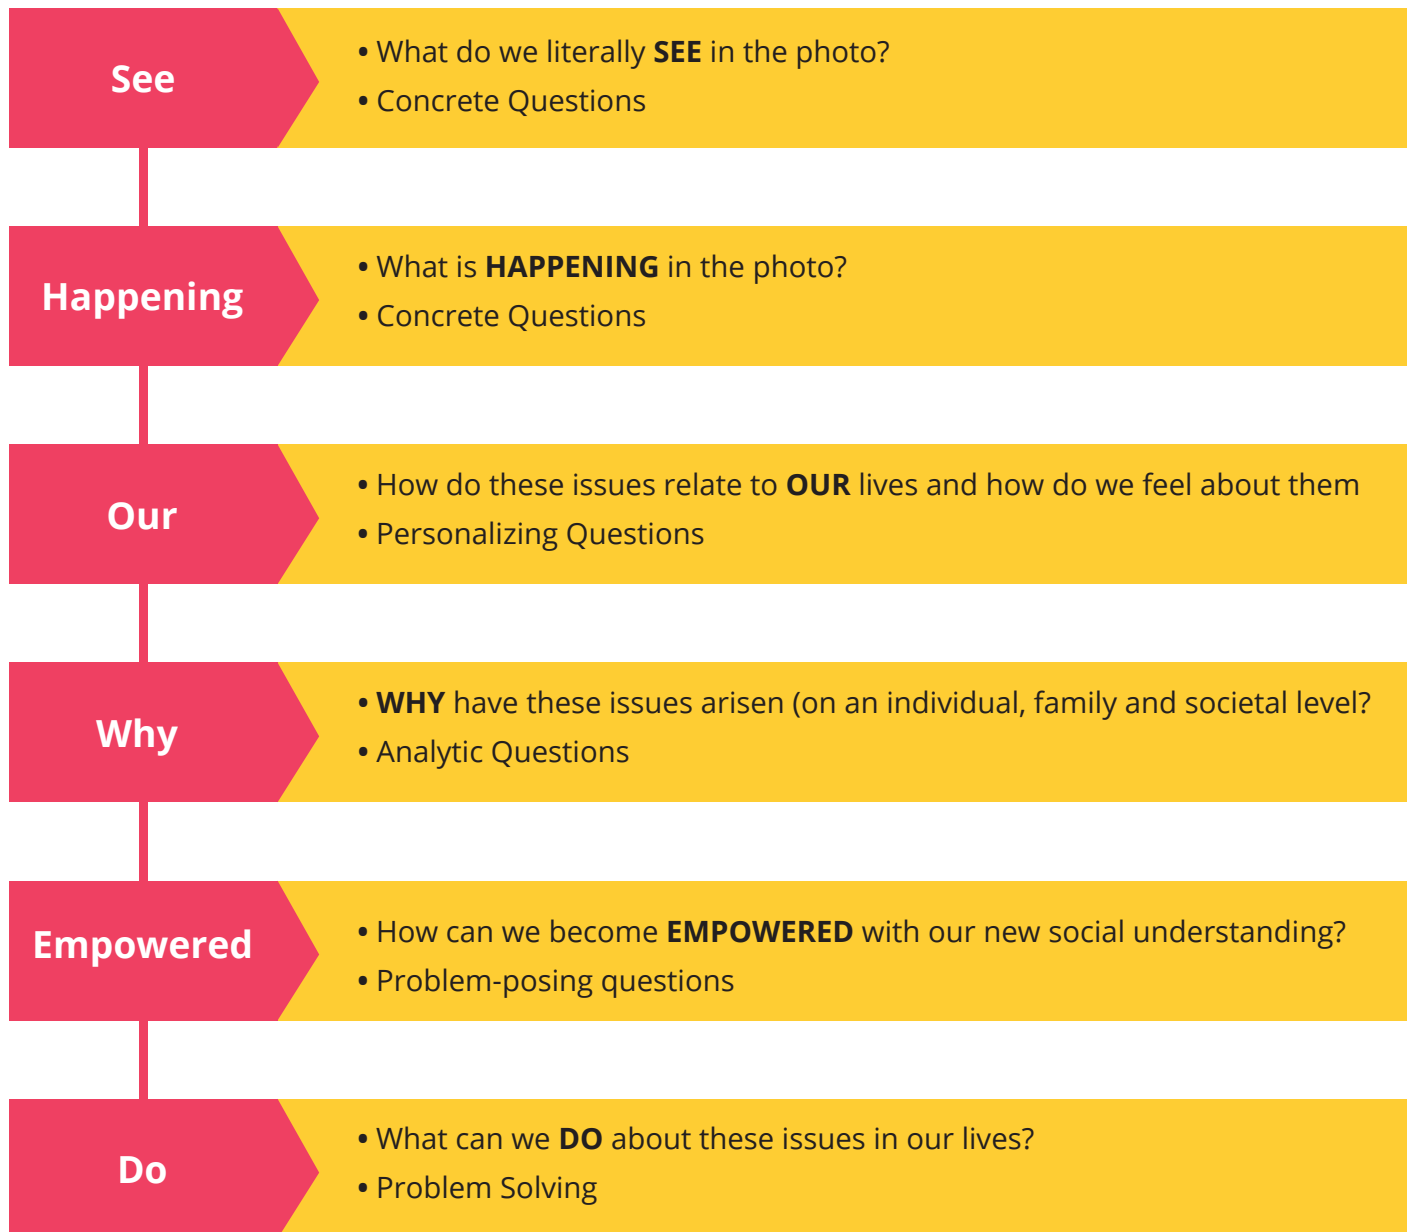 See
• What do we literally SEE in the photo?
• Concrete Questions
Happening
• What is HAPPENING in the photo?
• Concrete Questions
Our
• How do these issues relate to OUR lives and how do we feel about them
• Personalizing Questions
Why
• WHY have these issues arisen (on an individual, family and societal level?
• Analytic Questions
Empowered
• How can we become EMPOWERED with our new social understanding?
• Problem-posing questions
Do
• What can we DO about these issues in our lives?
• Problem Solving